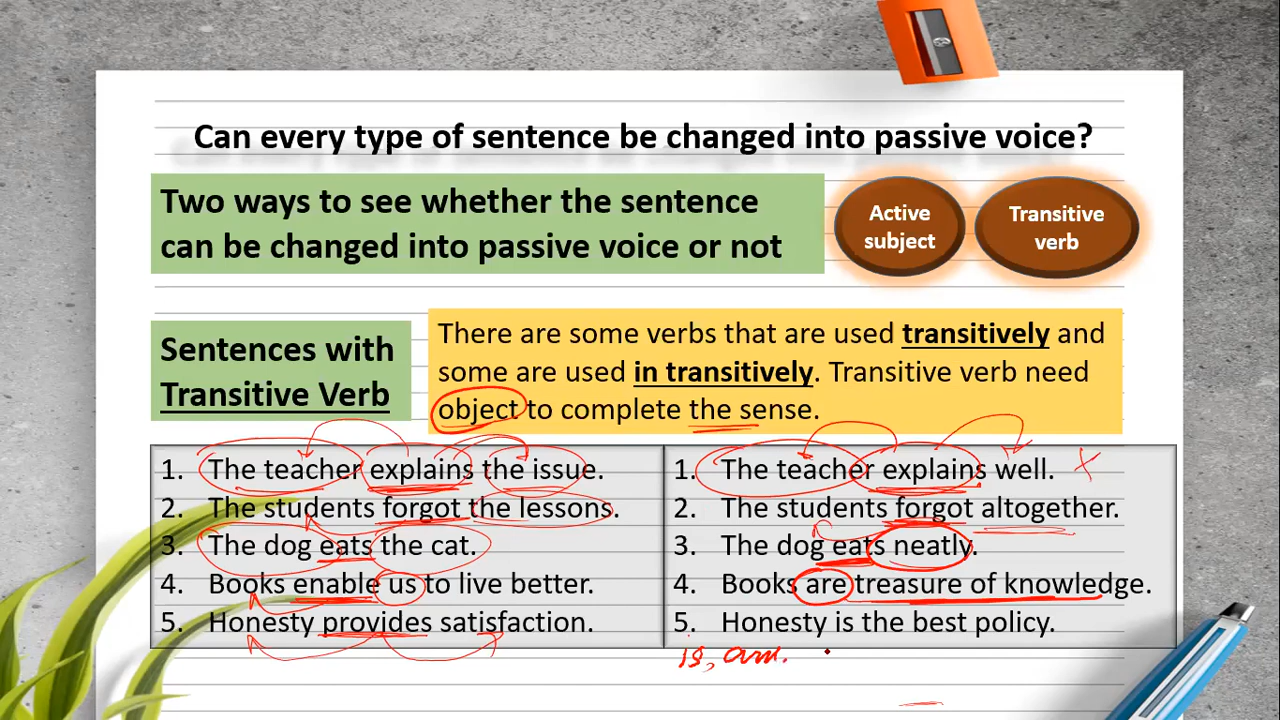 Can every type of sentence be changed into passive voice?
Two ways to see whether the sentence
can be changed into passive voice or not
Active
subject
Transitive
verb
Sentences with
Transitive Verb
There are some verbs that are used transitively and
some are used in transitively. Transitive verb need
object to complete the sense.
1. The teacher explains the issue.
2. The students forgot the lessons.
3. The dog eats the cat.
4. Books enable us to live better.
5. Honesty provides satisfaction.
1. The teacher explains well.
2. The students forgot altogether.
3. The dog eats neatly.
4. Books are treasure of knowledge.
5. Honesty is the best policy.
is, am.